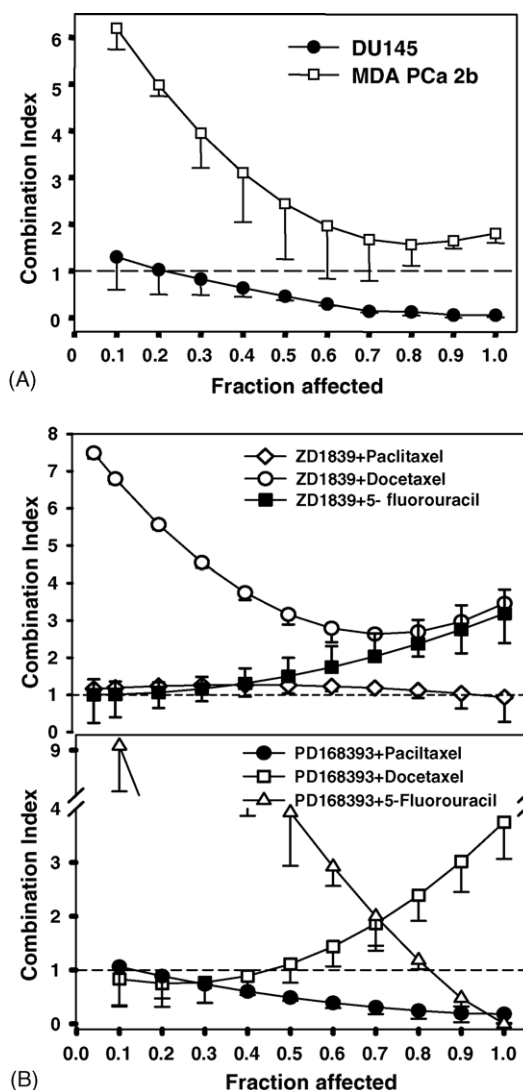 6
5
4
3
2
1
0
Combination Index
DU145
MDA PCa 2b
0 0.1 0.2 0.3 0.4 0.5 0.6 0.7 0.8 0.9 1.0
(A)
Fraction affected
8
7
6
5
4
3
2
1
0
Combination Index
ZD1839+Paclitaxel
ZD1839+Docetaxel
ZD1839+5- fluorouracil
9
4
3
2
1
0
Combination Index
PD168393+Paciltaxel
PD168393+Docetaxel
PD168393+5-Fluorouracil
0.0 0.1 0.2 0.3 0.4 0.5 0.6 0.7 0.8 0.9 1.0
(B)
Fraction affected